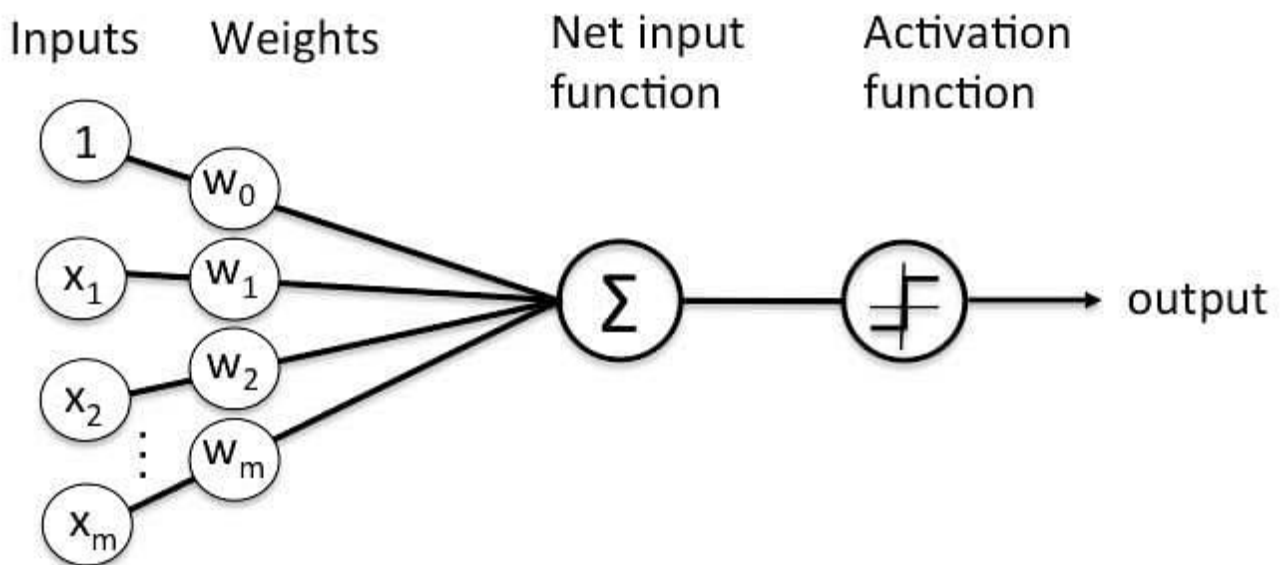 Inputs
Weights
Net input
function
Activation
function
1
w₀
x₁
w₁
x₂
w₂
⋮
xₘ
wₘ
Σ
output